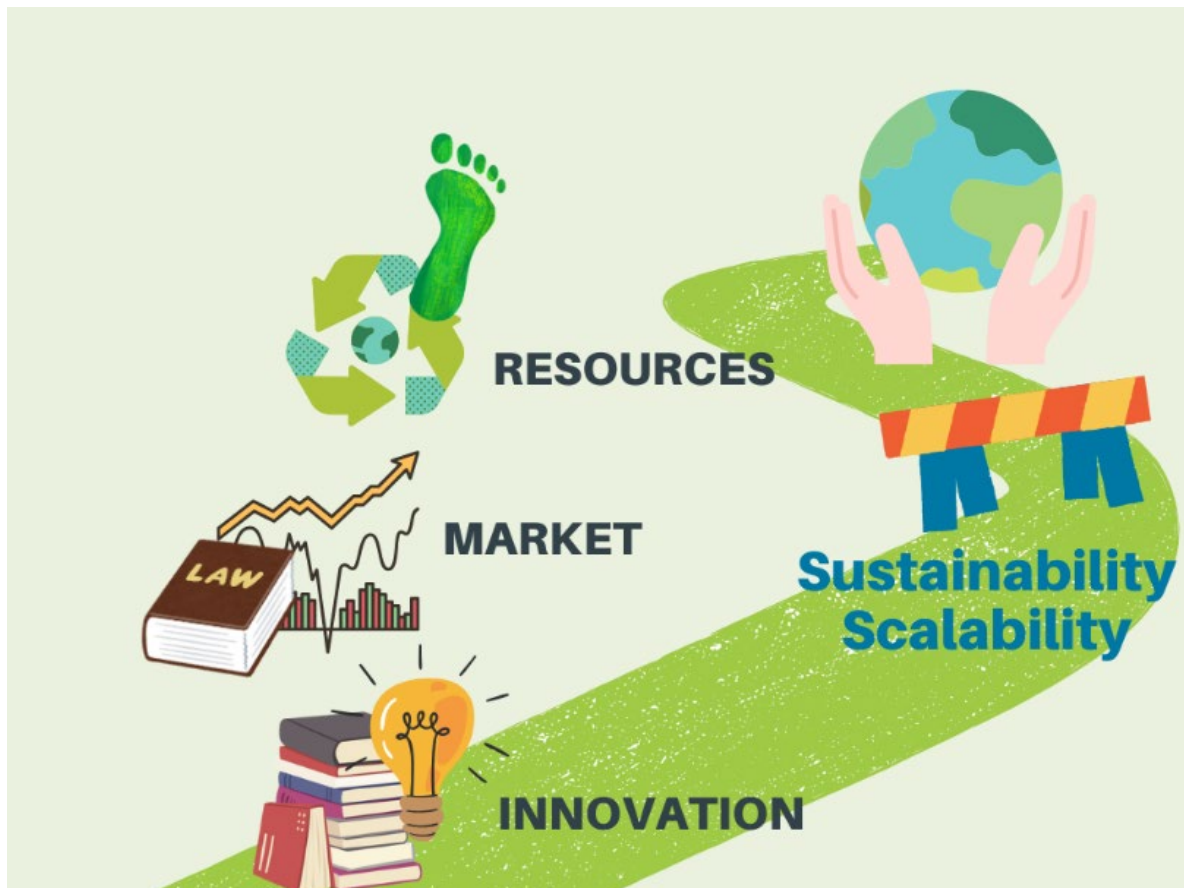 RESOURCES
MARKET
LAW
Sustainability
Scalability
INNOVATION